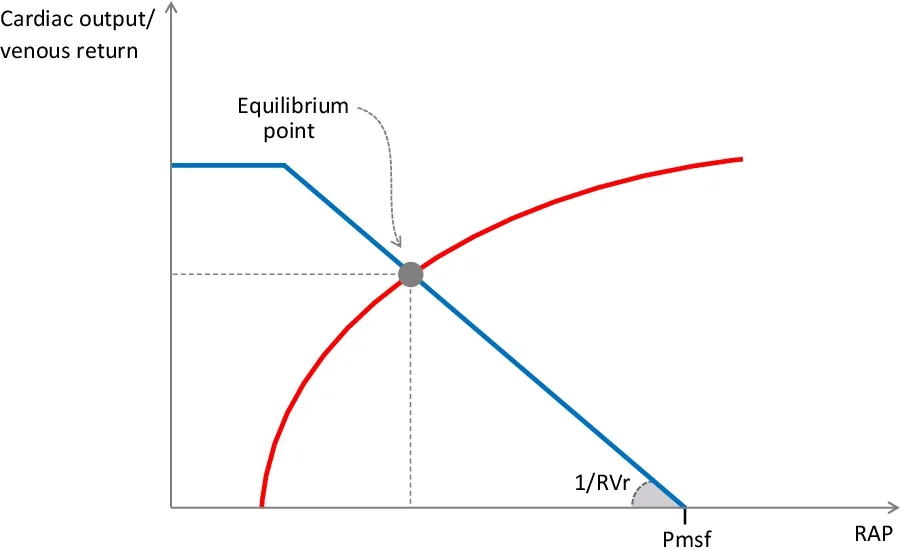 Cardiac output/
venous return
Equilibrium
point
1/RVr
Pmsf
RAP